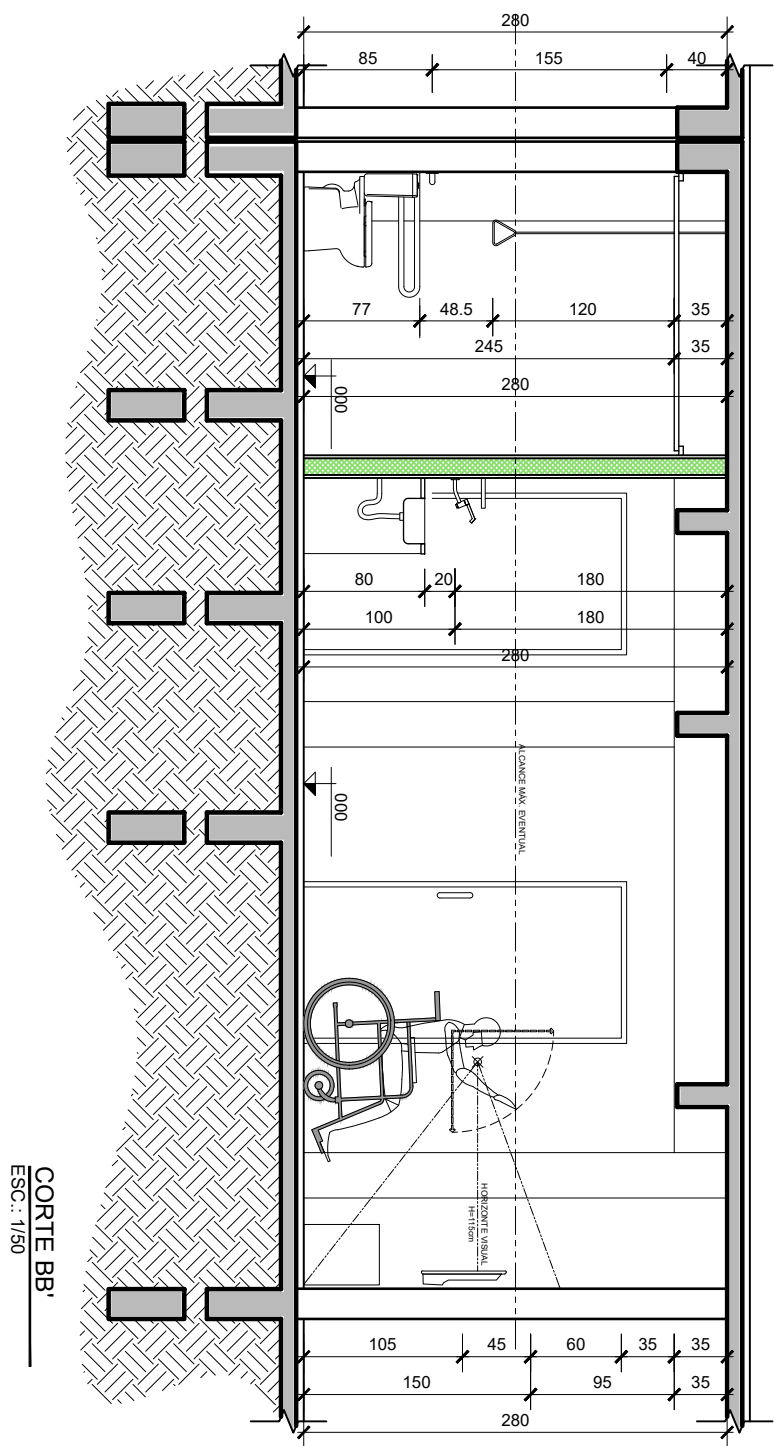 280
85 155 40
77 48.5 120 35
245 35
280
000
80 20 180
100 180
280
ALCANCE MÁX. EVENTUAL
000
HORIZONTE VISUAL
H=115cm
105 45 60 35 35
150 95 35
280
CORTE BB'
ESC.: 1/50